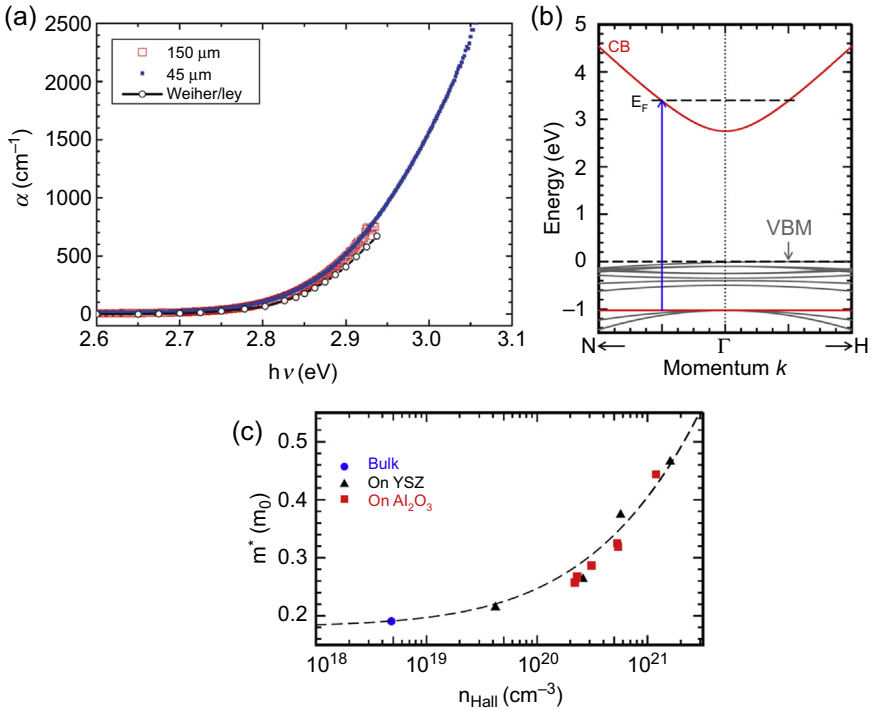 (a)
2500
2000
1500
1000
500
0
α (cm⁻¹)
150 μm
45 μm
Weiher/ley
2.6 2.7 2.8 2.9 3.0 3.1
hν (eV)
(b)
5
4
3
2
1
0
−1
Energy (eV)
CB
E_F
VBM
N Γ H
Momentum k
(c)
0.5
0.4
0.3
0.2
m* (m₀)
Bulk
On YSZ
On Al₂O₃
10¹⁸ 10¹⁹ 10²⁰ 10²¹
n_Hall (cm⁻³)